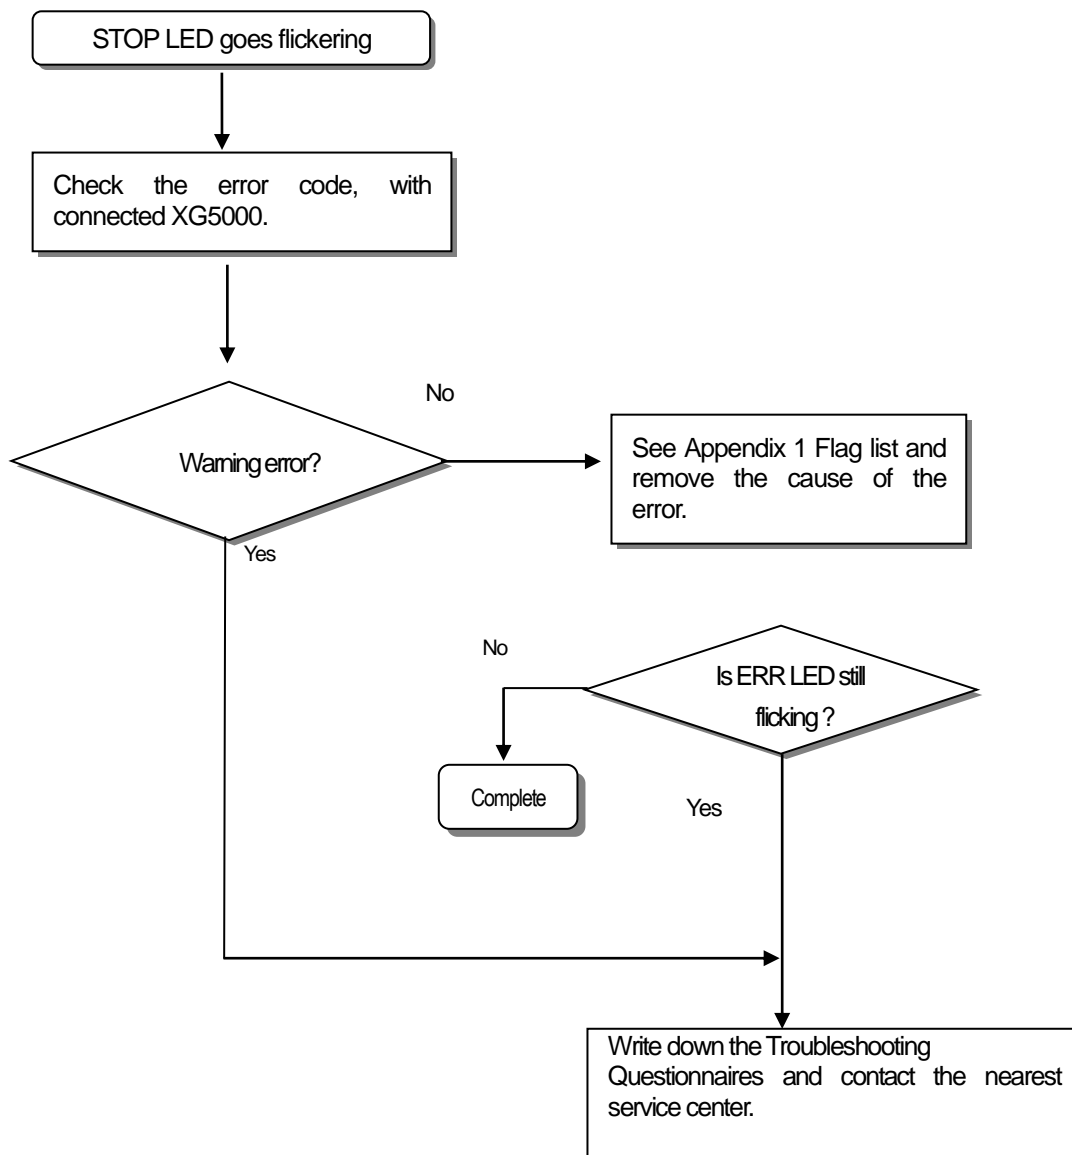 STOP LED goes flickering
Check the error code, with
connected XG5000.
No
Warning error?
See Appendix 1 Flag list and
remove the cause of the
error.
Yes
No
Is ERR LED still
flicking ?
Complete
Yes
Write down the Troubleshooting
Questionnaires and contact the nearest
service center.